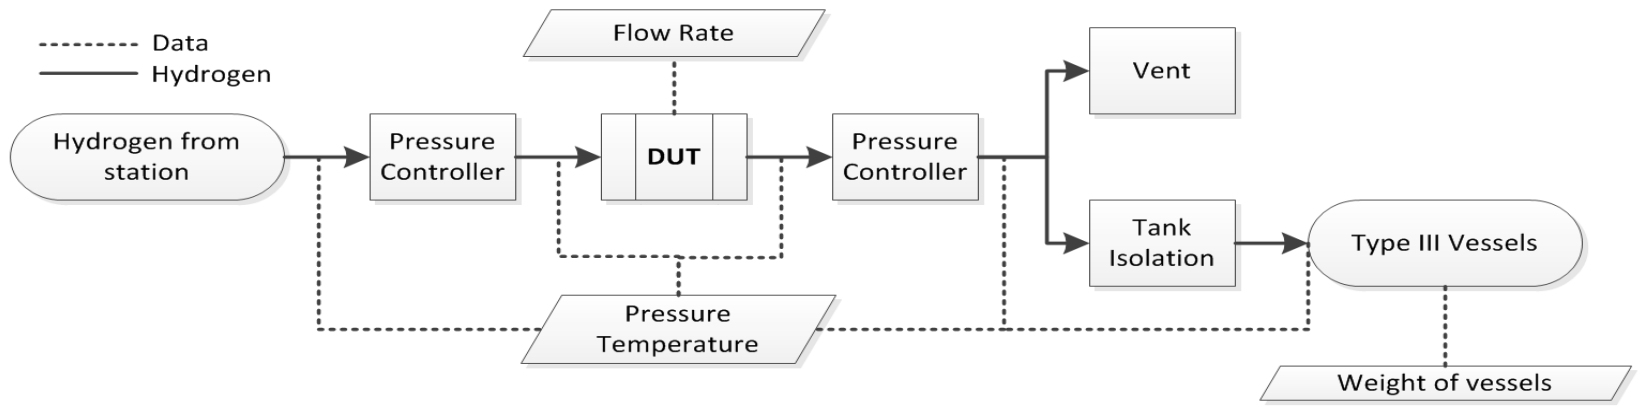 Data
Hydrogen
Flow Rate
Vent
Hydrogen from
station
Pressure
Controller
DUT
Pressure
Controller
Tank
Isolation
Type III Vessels
Pressure
Temperature
Weight of vessels